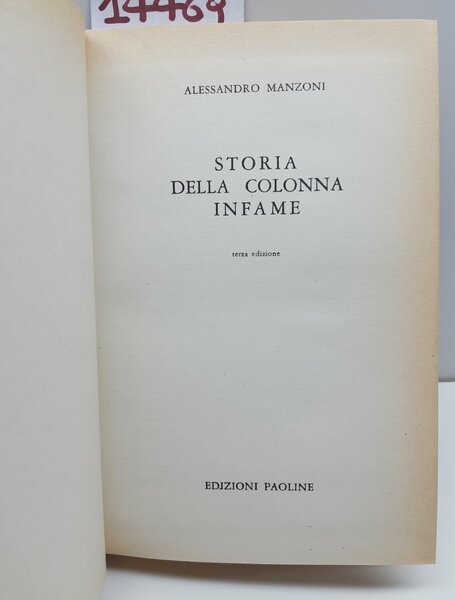 14469
ALESSANDRO MANZONI
STORIA
DELLA COLONNA
INFAME
terza edizione
EDIZIONI PAOLINE